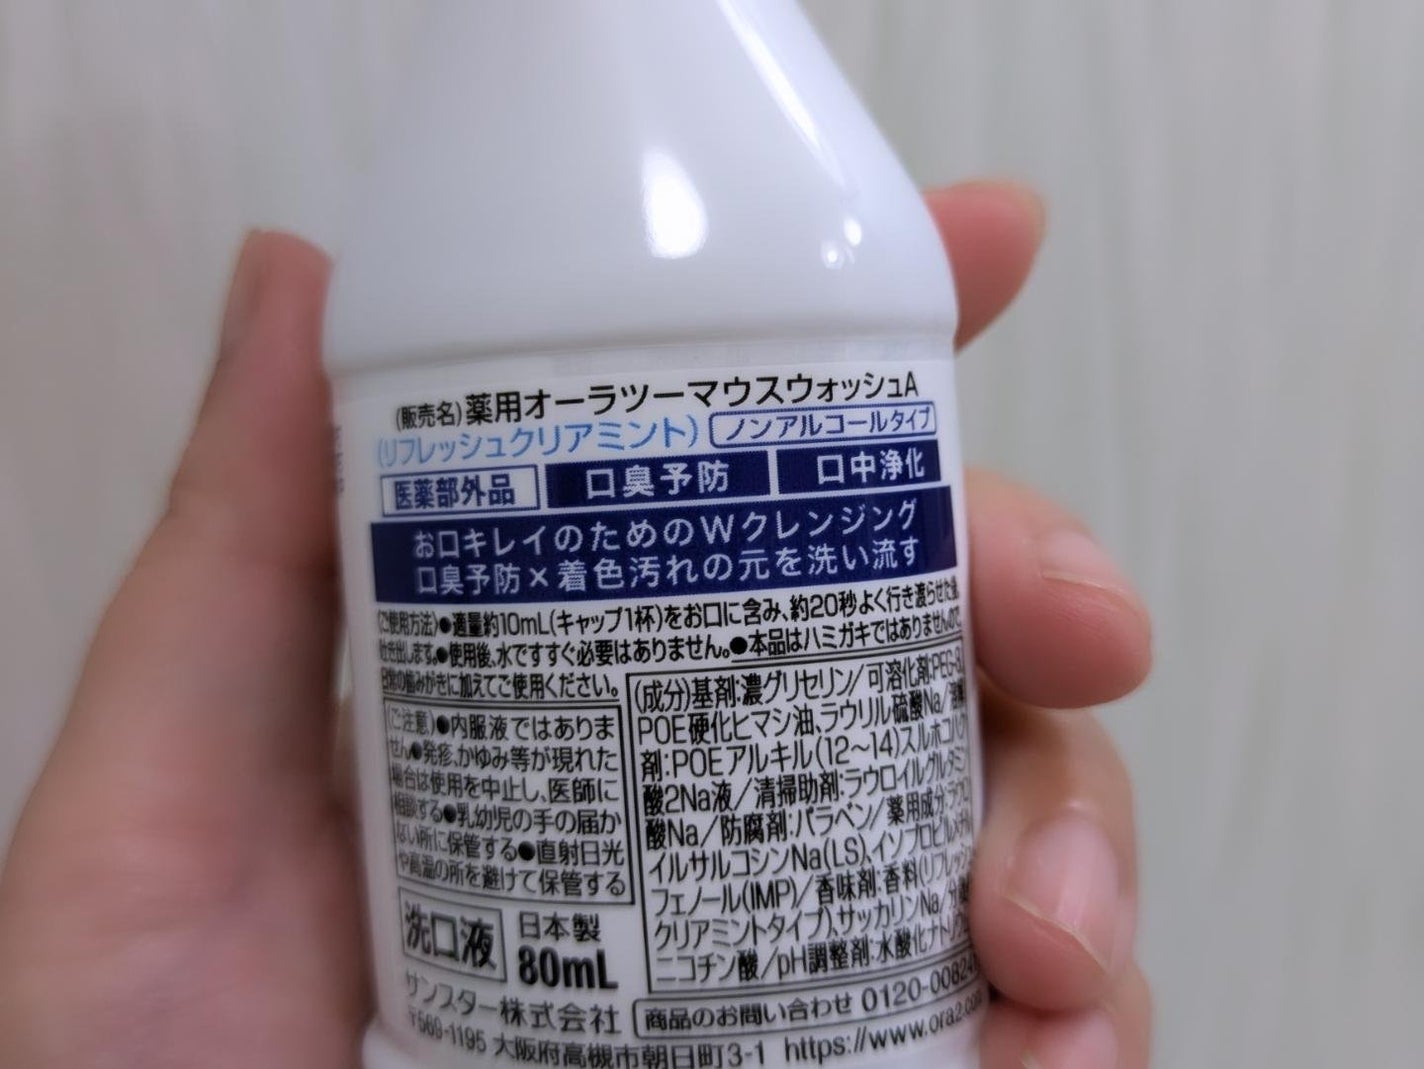 (販売名)薬用オーラツーマウスウォッシュA
(リフレッシュクリアミント) ノンアルコールタイプ
医薬部外品 口臭予防 口中浄化
お口キレイのためのWクレンジング
口臭予防×着色汚れの元を洗い流す
(ご使用方法)●適量約10mL(キャップ1杯)をお口に含み、約20秒よく行き渡らせた後、
吐き出します。●使用後、水ですすぐ必要はありません。●本品はハミガキではありませんので、
日常の歯みがきに加えてご使用ください。
(ご注意)●内服液ではありま
せん●発疹、かゆみ等が現れた
場合は使用を中止し、医師に
相談する●乳幼児の手の届か
ない所に保管する●直射日光
や高温の所を避けて保管する
(成分)基剤:濃グリセリン/可溶化剤:PEG-8、
POE硬化ヒマシ油、ラウリル硫酸Na/溶解
剤:POEアルキル(12〜14)スルホコハク
酸2Na液/清掃助剤:ラウロイルグルタミン
酸Na/防腐剤:パラベン/薬用成分:ラウロ
イルサルコシンNa(LS)、イソプロピルメチル
フェノール(IMP)/香味剤:香料(リフレッシュ
クリアミントタイプ)、サッカリンNa/
ニコチン酸/pH調整剤:水酸化ナトリウム
洗口液
日本製
80mL
サンスター株式会社
〒569-1195 大阪府高槻市朝日町3-1
商品のお問い合わせ 0120-00824
https://www.ora2.com